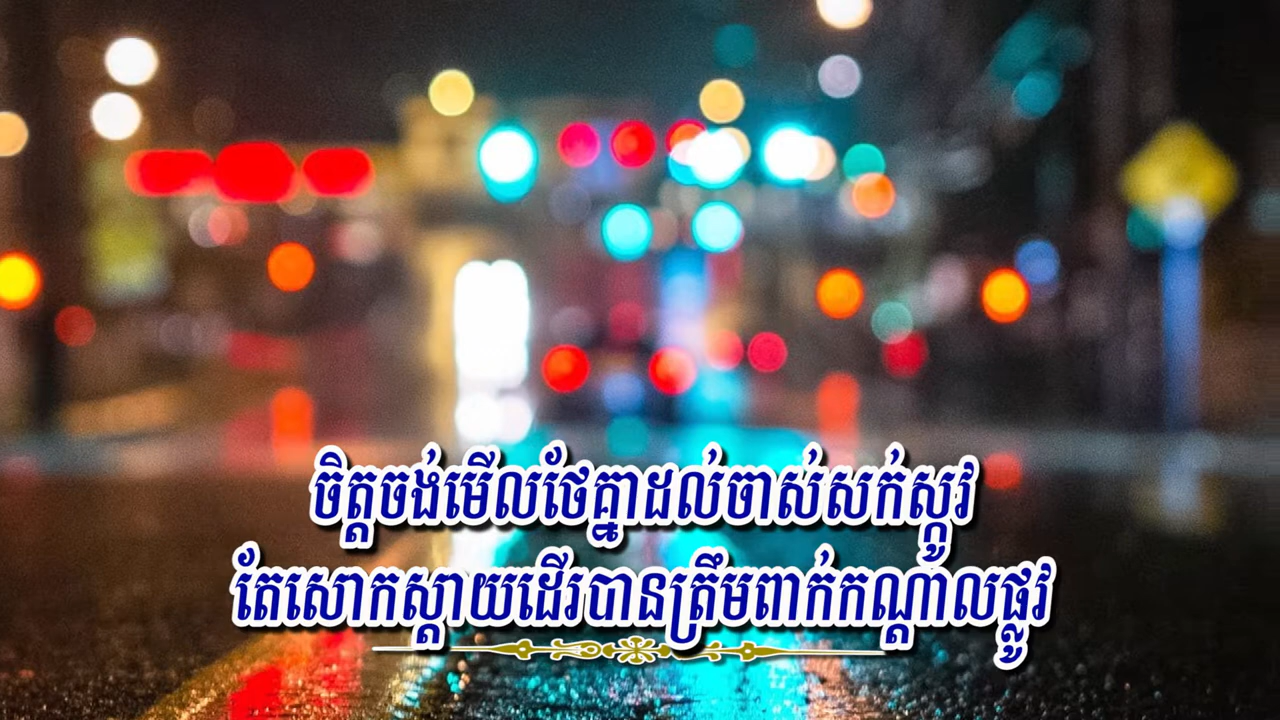 ចិត្តចង់មើលថែគ្នាដល់ចាស់សក់ស្កូវ
តែសោកស្តាយដើរបានត្រឹមពាក់កណ្តាលផ្លូវ